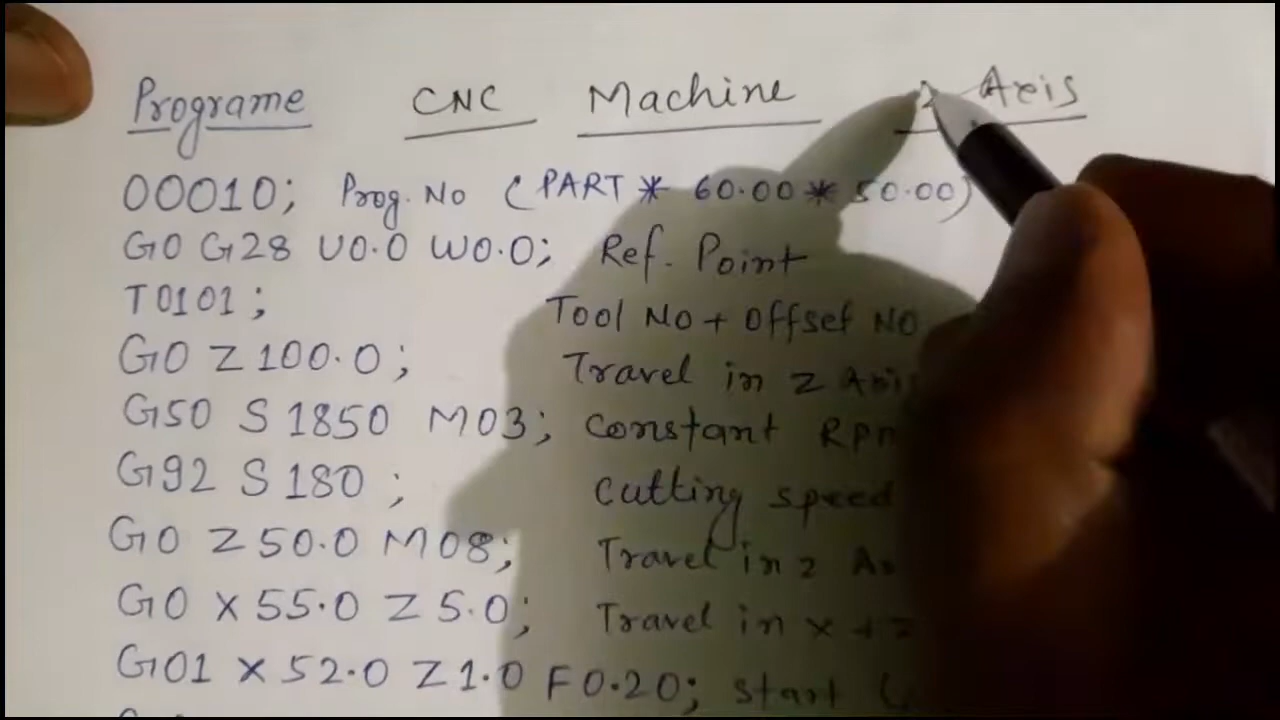 Programe CNC Machine Axis
O0010; Prog. No (PART * 60.00 * 50.00)
G0 G28 U0.0 W0.0; Ref. Point
T0101; Tool No + Offset No
G0 Z100.0; Travel in Z Axis
G50 S1850 M03; Constant RPM
G92 S180; Cutting speed
G0 Z50.0 M08; Travel in z
G0 X55.0 Z5.0; Travel in x + z
G01 X52.0 Z1.0 F0.20; start